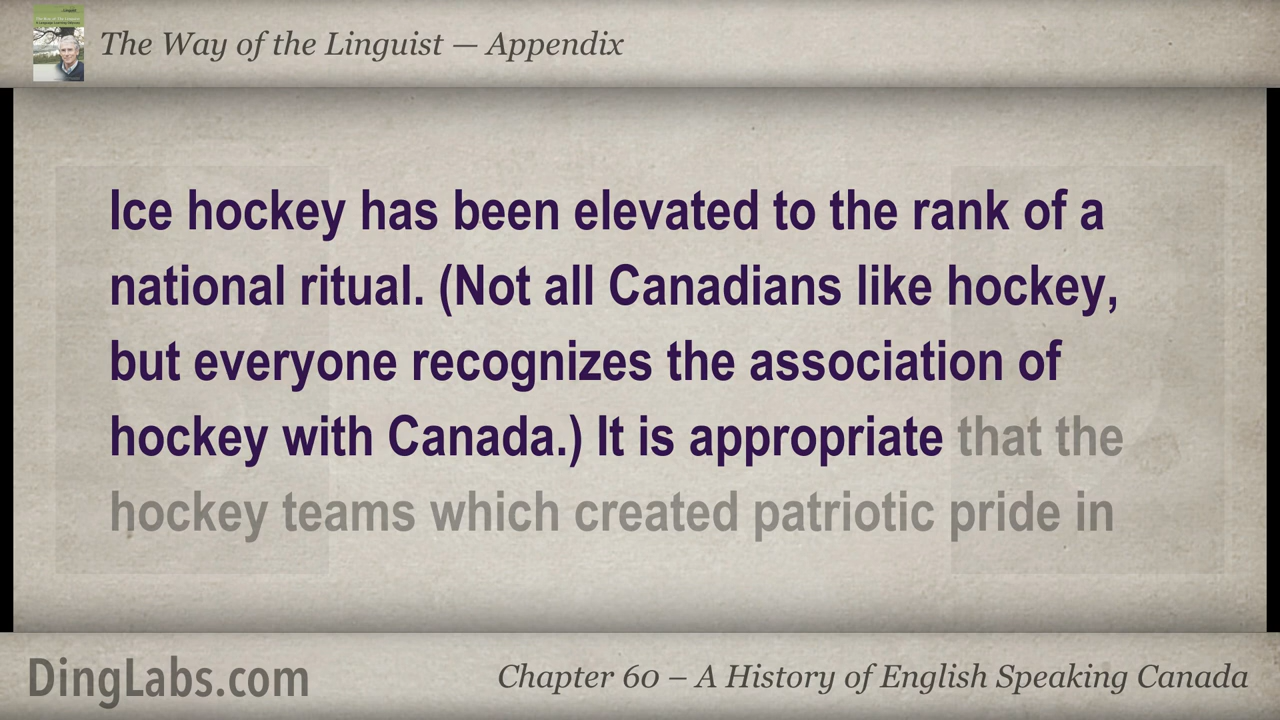 The Way of the Linguist — Appendix
Ice hockey has been elevated to the rank of a
national ritual. (Not all Canadians like hockey,
but everyone recognizes the association of
hockey with Canada.) It is appropriate that the
hockey teams which created patriotic pride in
DingLabs.com
Chapter 60 – A History of English Speaking Canada